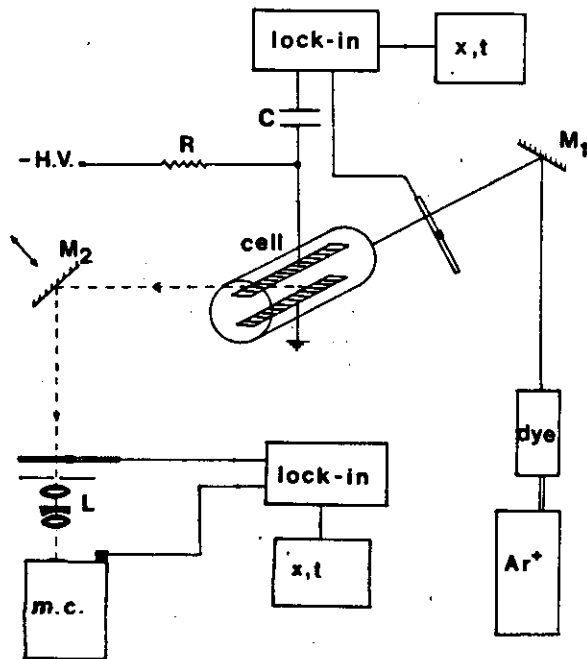 lock-in
x,t
C
R
M1
-H.V.
cell
M2
dye
lock-in
L
Ar+
x,t
m.c.